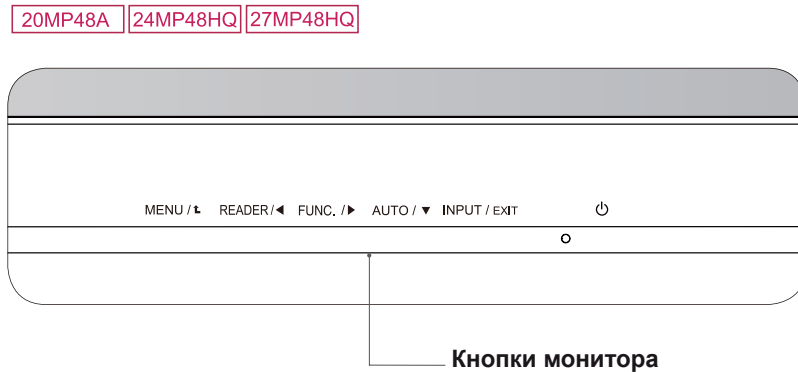 20MP48A 24MP48HQ 27MP48HQ
MENU / ⮤ READER/◀ FUNC. /▶ AUTO / ▼ INPUT / EXIT
Кнопки монитора